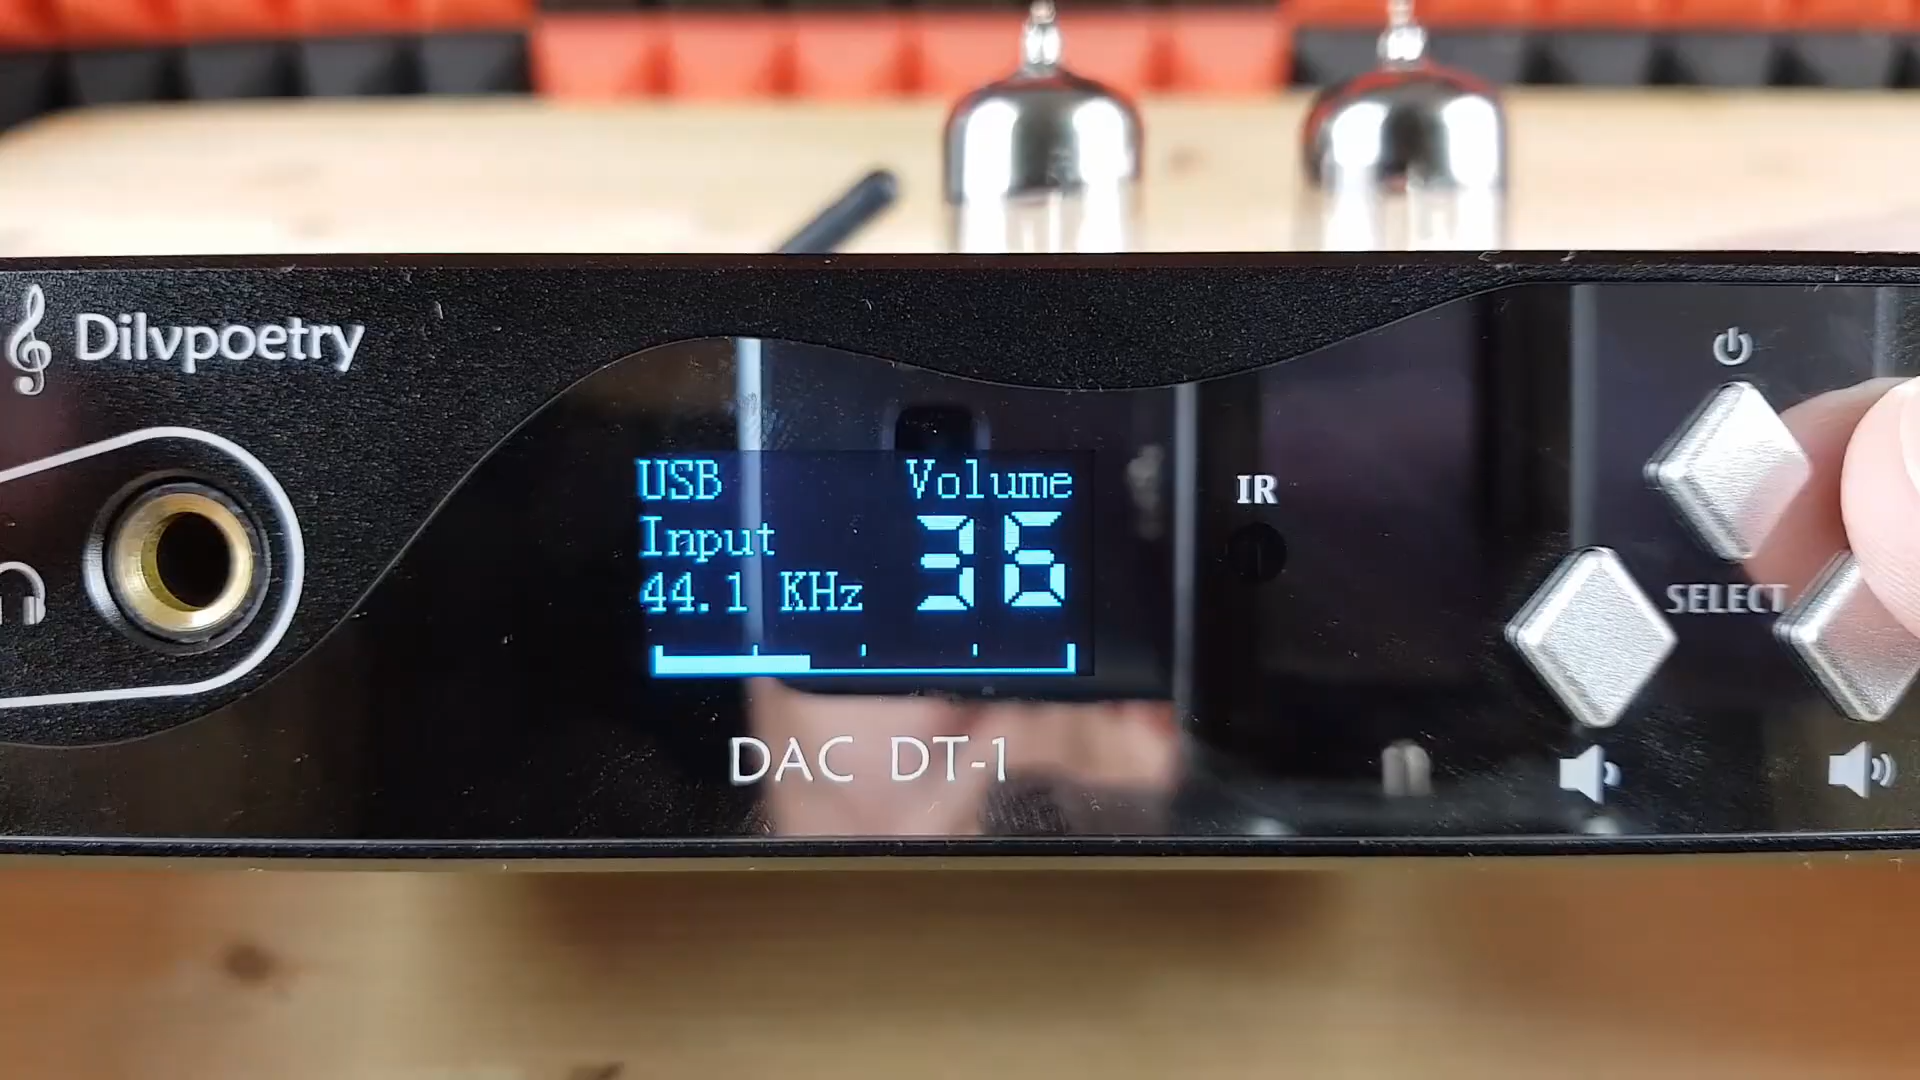 Dilvpoetry
USB
Input
44.1 KHz
Volume
36
IR
SELECT
DAC DT-1